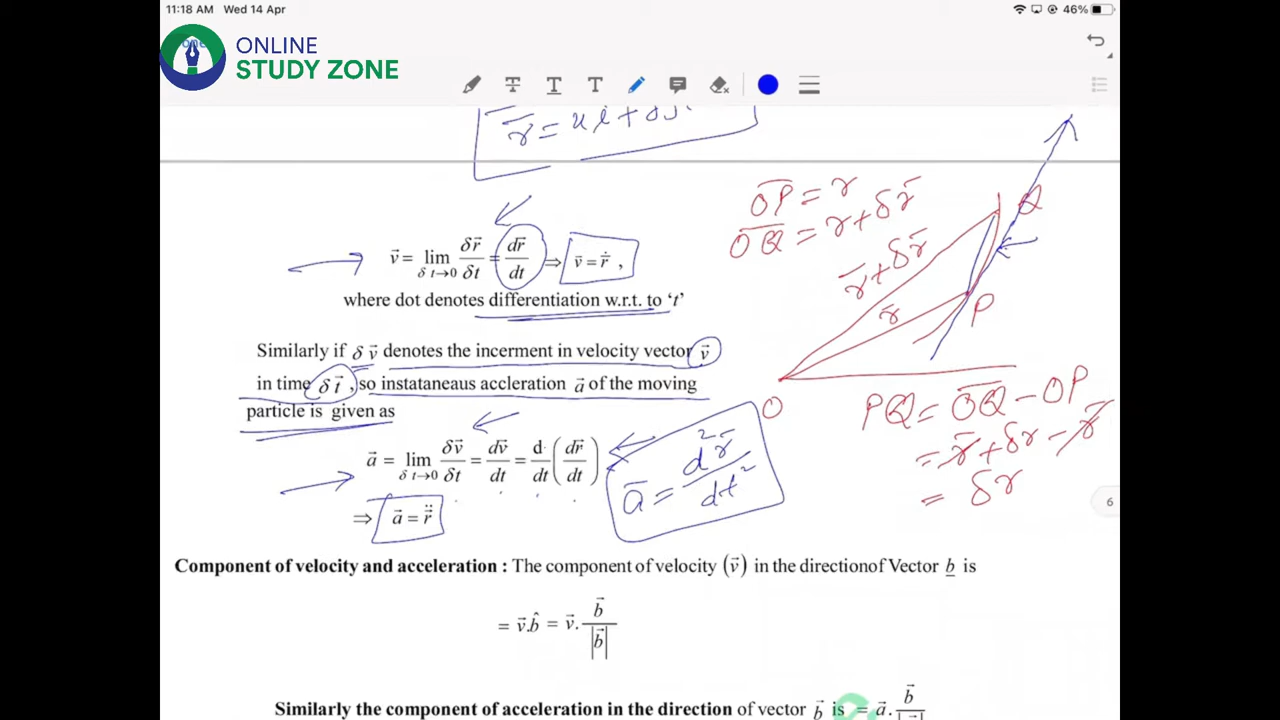 11:18 AM Wed 14 Apr
46%
ONLINE
STUDY ZONE
T T T
r̄ = xi + yj
v⃗ = lim δt→0 δr⃗/δt = dr⃗/dt ⇒ v⃗ = ṙ⃗ ,
where dot denotes differentiation w.r.t. to ‘t’
Similarly if δ v⃗ denotes the incerment in velocity vector v⃗
in time δ t⃗ , so instataneaus accleration a⃗ of the moving
particle is given as
a⃗ = lim δt→0 δv⃗/δt = dv⃗/dt = d/dt (dr⃗/dt)
ā = d²r̄/dt²
⇒ a⃗ = r̈⃗
OP = r
OQ = r + δr̄
r̄ + δr̄
r̄
Q
P
O
PQ = OQ − OP
= r̄ + δr − r̄
= δr
6
Component of velocity and acceleration : The component of velocity (v⃗) in the directionof Vector b is
= v⃗.b̂ = v⃗. b⃗/|b⃗|
Similarly the component of acceleration in the direction of vector b⃗ is = a⃗. b⃗